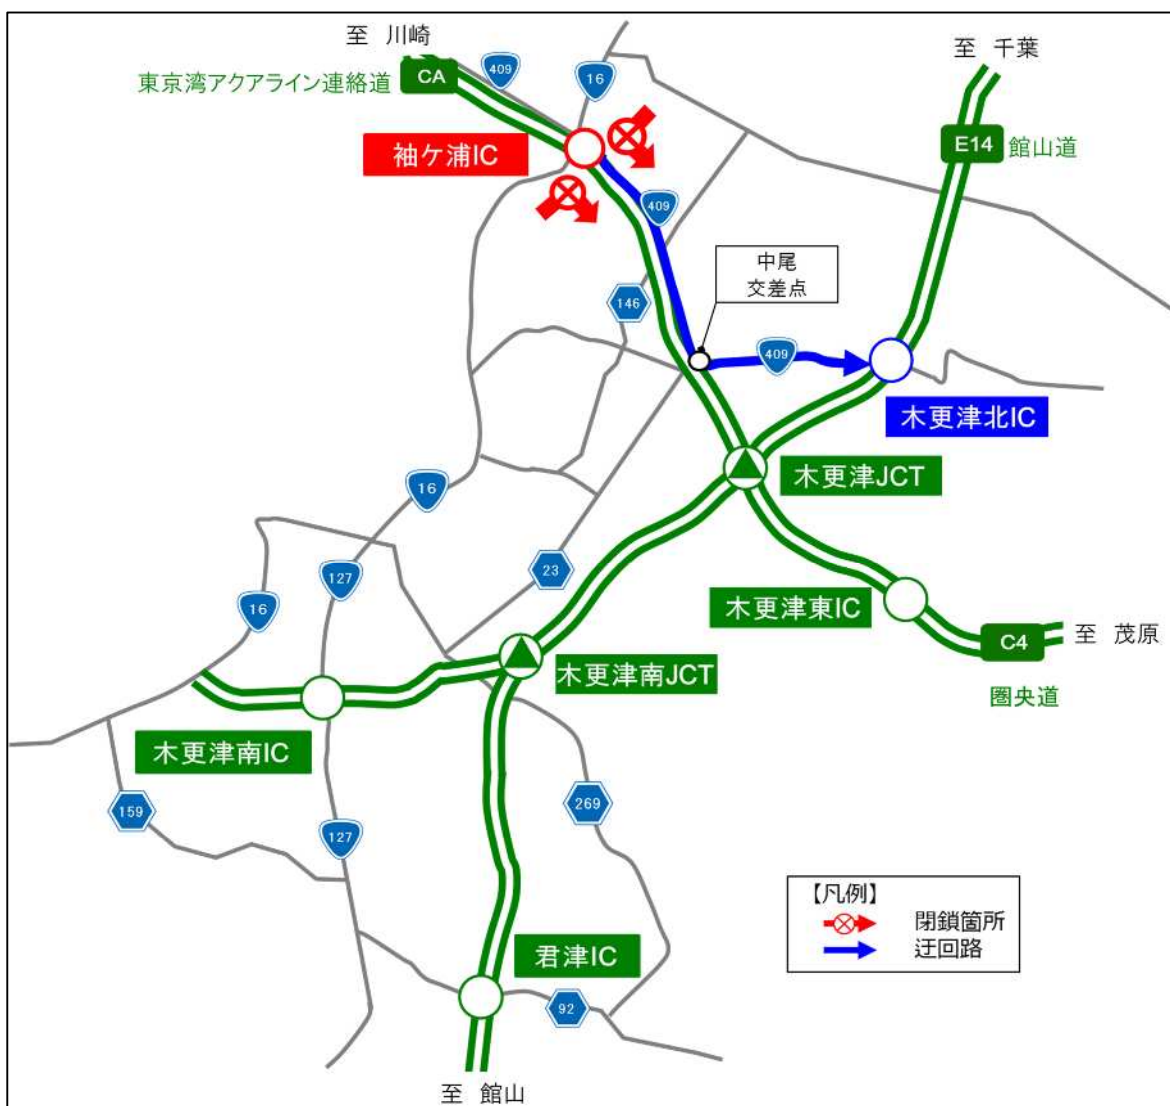 至 川崎
至 千葉
409
16
CA
東京湾アクアライン連絡道
E14
館山道
袖ケ浦IC
409
中尾
交差点
146
409
木更津北IC
木更津JCT
16
23
127
16
木更津東IC
C4
至 茂原
木更津南JCT
圏央道
木更津南IC
159
269
127
【凡例】
閉鎖箇所
迂回路
君津IC
92
至 館山